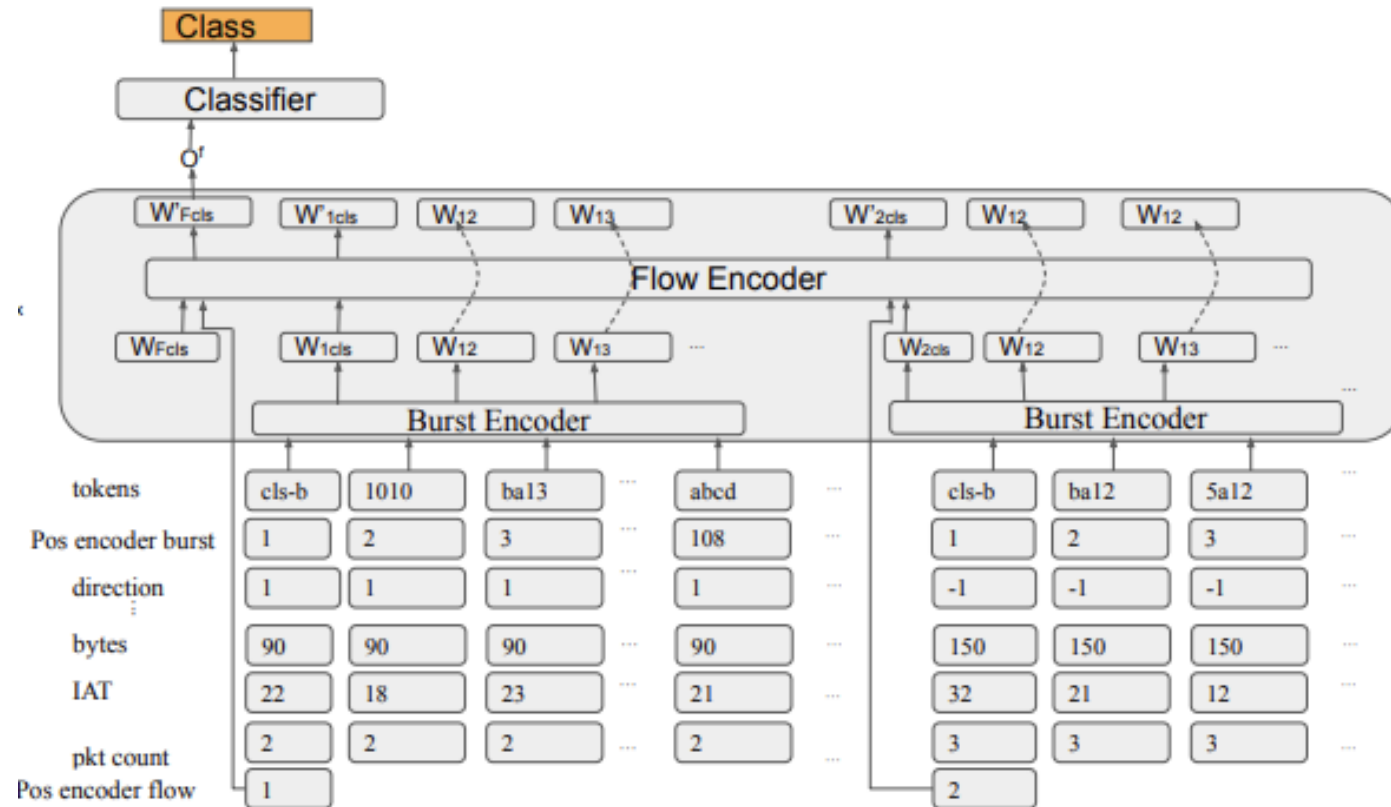 Class
Classifier
Oᶠ
W'Fcls W'1cls W12 W13 W'2cls W12 W12
Flow Encoder
WFcls W1cls W12 W13 ... W2cls W12 W13 ...
...
Burst Encoder Burst Encoder
tokens cls-b 1010 ba13 ... abcd ... cls-b ba12 5a12 ...
Pos encoder burst 1 2 3 ... 108 ... 1 2 3 ...
direction 1 1 1 ... 1 ... -1 -1 -1 ...
...
bytes 90 90 90 ... 90 ... 150 150 150 ...
IAT 22 18 23 ... 21 ... 32 21 12 ...
pkt count 2 2 2 ... 2 ... 3 3 3 ...
Pos encoder flow 1 2